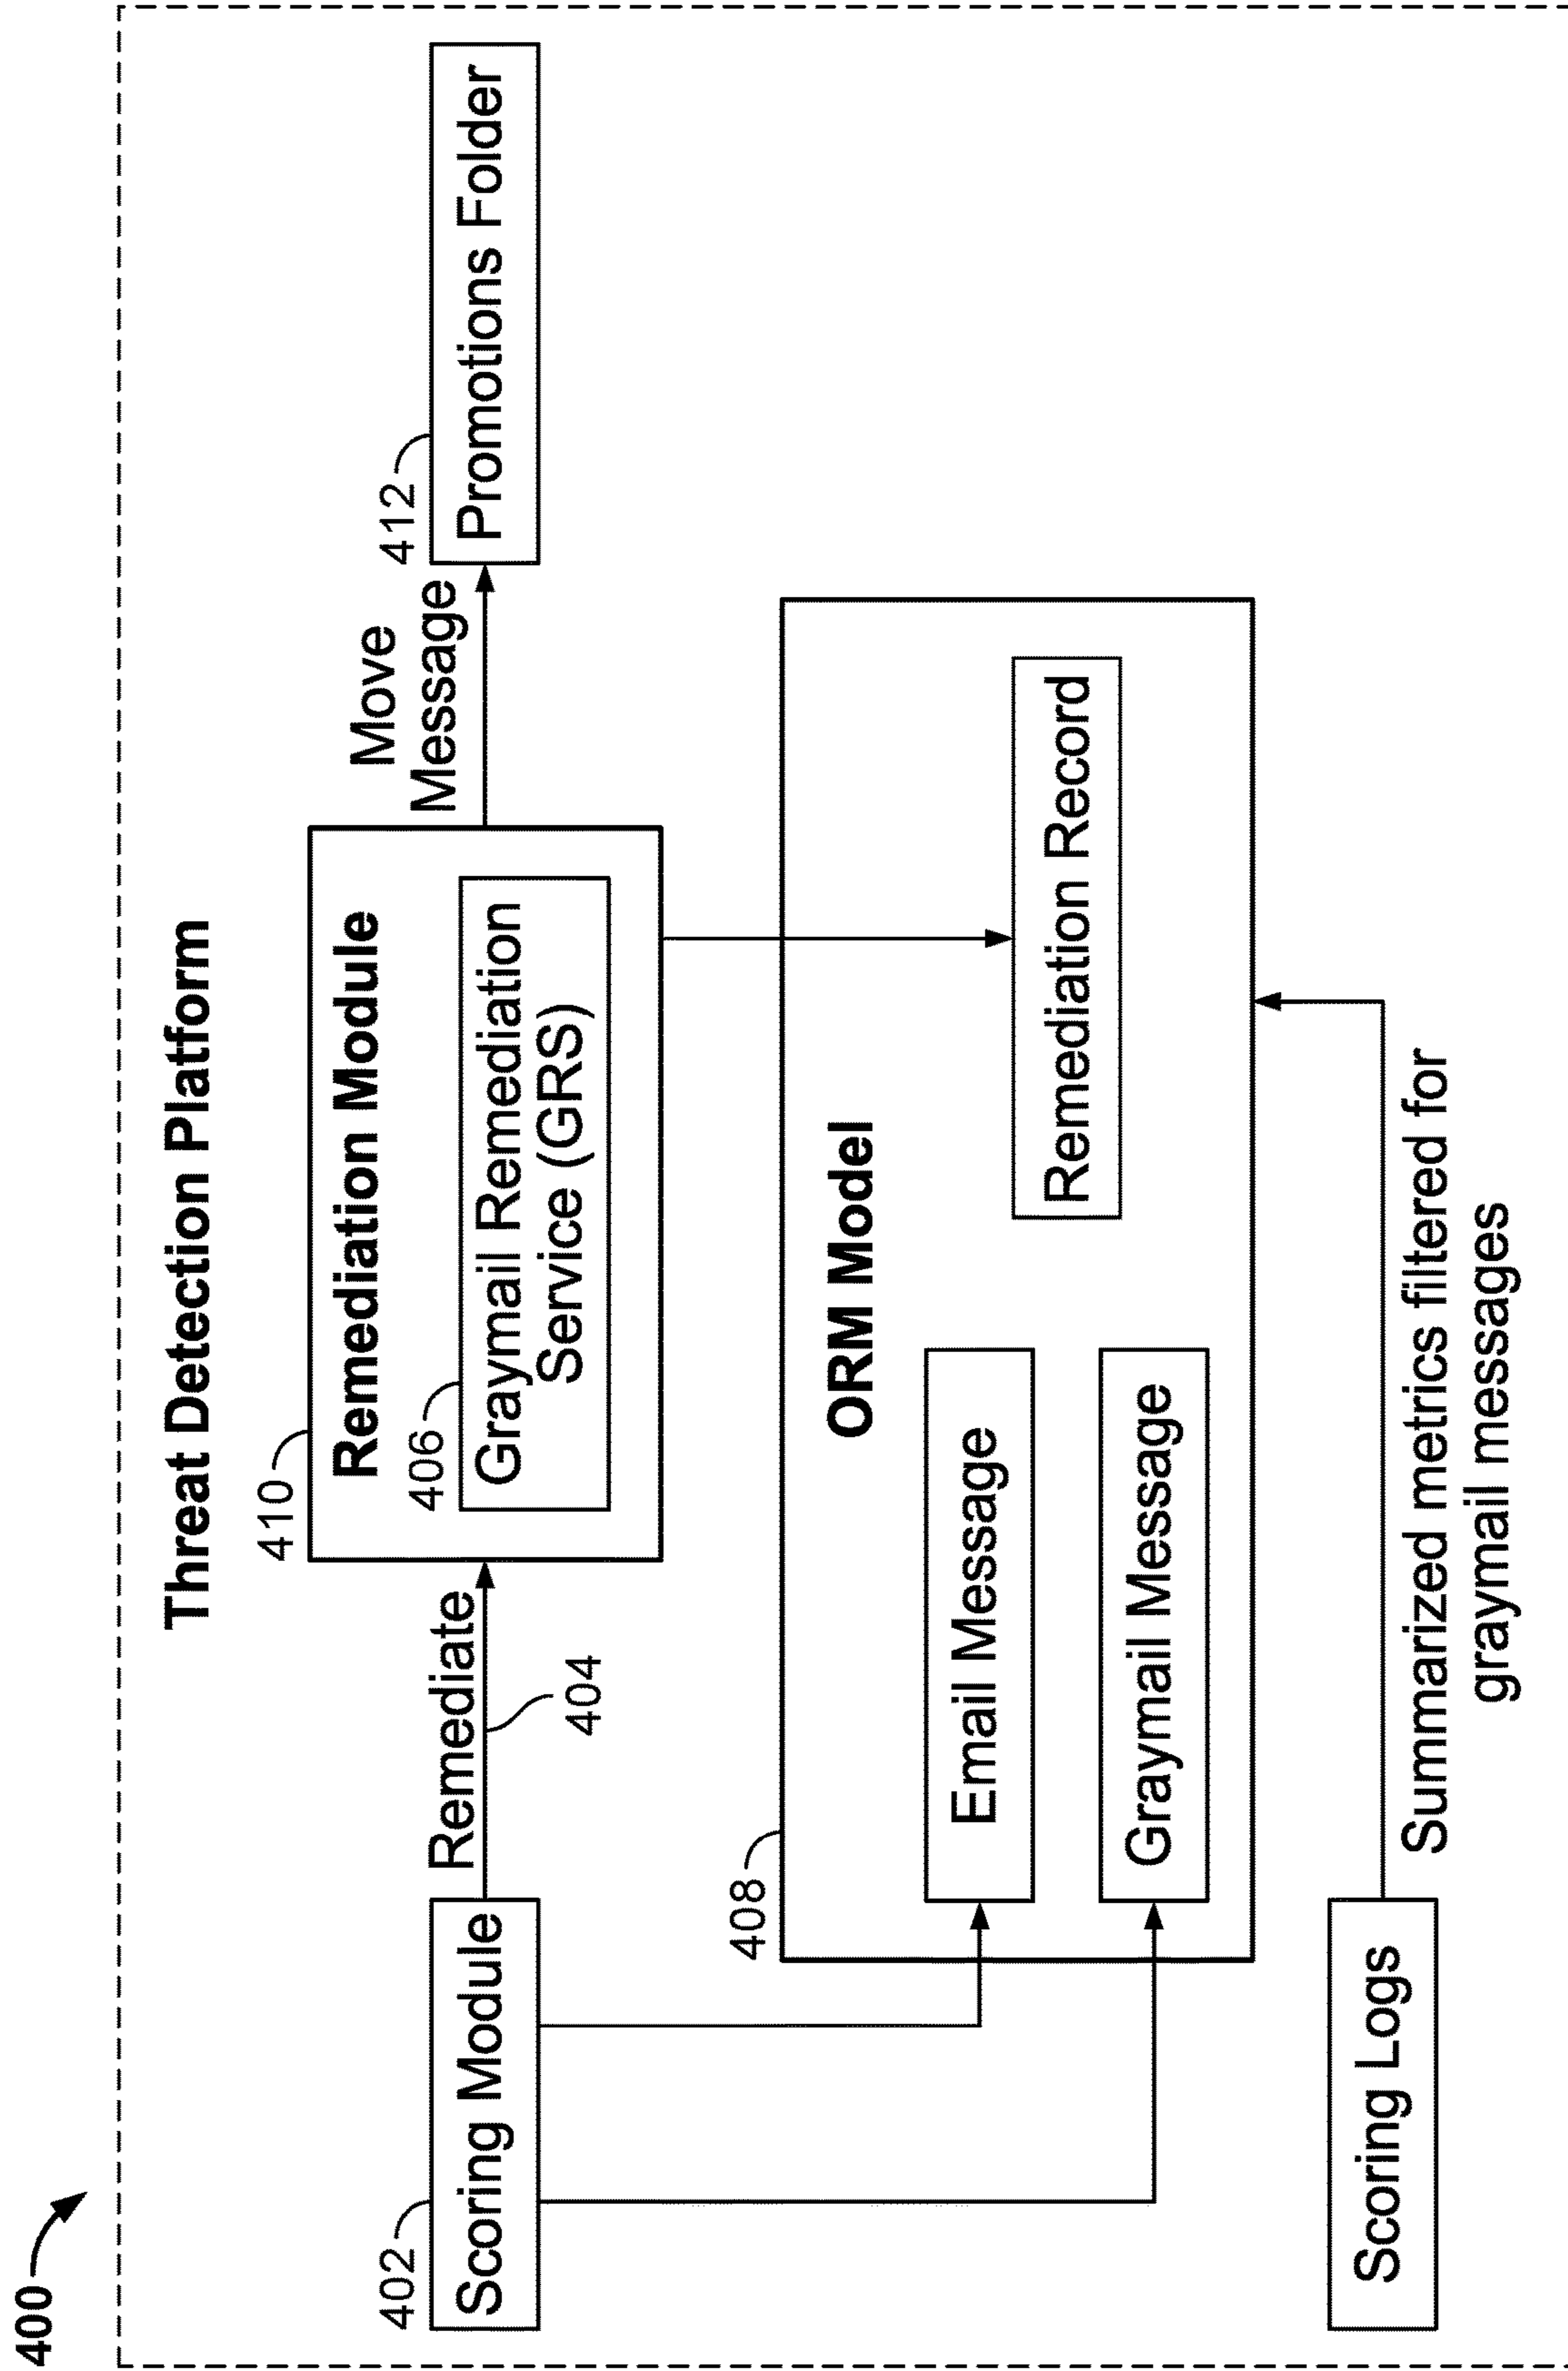 400
Threat Detection Platform
402
Scoring Module
Remediate
404
410
Remediation Module
406
Graymail Remediation
Service (GRS)
Move
Message
412
Promotions Folder
408
ORM Model
Email Message
Graymail Message
Remediation Record
Scoring Logs
Summarized metrics filtered for
graymail messages